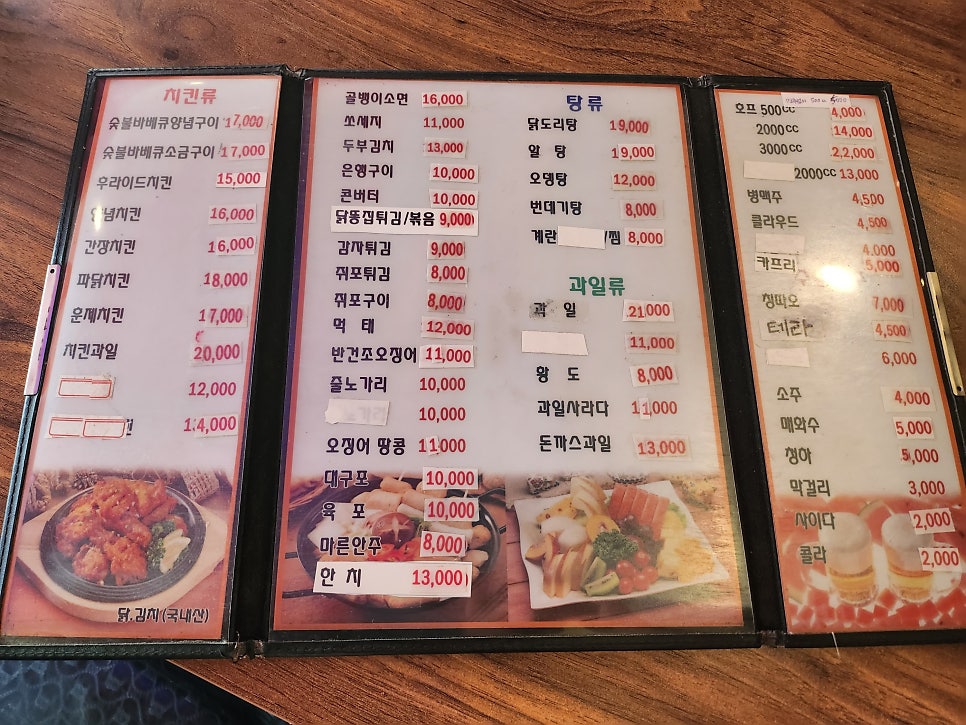 치킨류
숯불바베큐양념구이 17,000
숯불바베큐소금구이 17,000
후라이드치킨 15,000
양념치킨 16,000
간장치킨 16,000
파닭치킨 18,000
훈제치킨 17,000
치킨과일 20,000
12,000
14,000
닭,김치(국내산)
골뱅이소면 16,000
쏘세지 11,000
두부김치 13,000
은행구이 10,000
콘버터 10,000
닭똥집튀김/볶음 9,000
감자튀김 9,000
쥐포튀김 8,000
쥐포구이 8,000
먹태 12,000
반건조오징어 11,000
줄노가리 10,000
노가리 10,000
오징어 땅콩 11,000
대구포 10,000
육포 10,000
마른안주 8,000
한치 13,000
탕류
닭도리탕 19,000
알탕 19,000
오뎅탕 12,000
번데기탕 8,000
계란 /찜 8,000
과일류
과일 21,000
11,000
황도 8,000
과일사라다 11,000
돈까스과일 13,000
호프 500cc 4,000
2000cc 14,000
3000cc 22,000
2000cc 13,000
병맥주 4,500
클라우드 4,500
4,000
카프리 5,000
칭따오 7,000
테라 4,500
6,000
소주 4,000
매화수 5,000
청하 5,000
막걸리 3,000
사이다 2,000
콜라 2,000